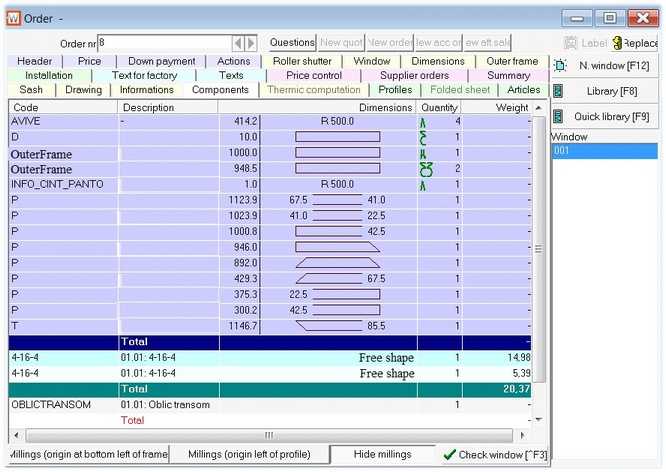 W Order -
Order nr 8 Questions New quot New order New acc or New aft sale Label Replace
Header Price Down payment Actions Roller shutter Window Dimensions Outer frame
Installation Text for factory Texts Price control Supplier orders Summary
Sash Drawing Informations Components Thermic computation Profiles Folded sheet Articles
N. window [F12]
Library [F8]
Quick library [F9]
Window
001
Code Description Dimensions Quantity Weight
AVIVE - 414.2 R 500.0 4 -
D 10.0 1 -
OuterFrame 1000.0 1 -
OuterFrame 948.5 2 -
INFO_CINT_PANTO 1.0 R 500.0 1 -
P 1123.9 67.5 41.0 1 -
P 1023.9 41.0 22.5 1 -
P 1000.8 42.5 1 -
P 946.0 1 -
P 892.0 1 -
P 429.3 67.5 1 -
P 375.3 22.5 1 -
P 300.2 42.5 1 -
T 1146.7 85.5 1 -
Total -
4-16-4 01.01: 4-16-4 Free shape 1 14,98
4-16-4 01.01: 4-16-4 Free shape 1 5,39
Total 20,37
OBLICTRANSOM 01.01: Oblic transom 1 -
Total -
Millings (origin at bottom left of frame Millings (origin left of profile) Hide millings Check window [^F3]